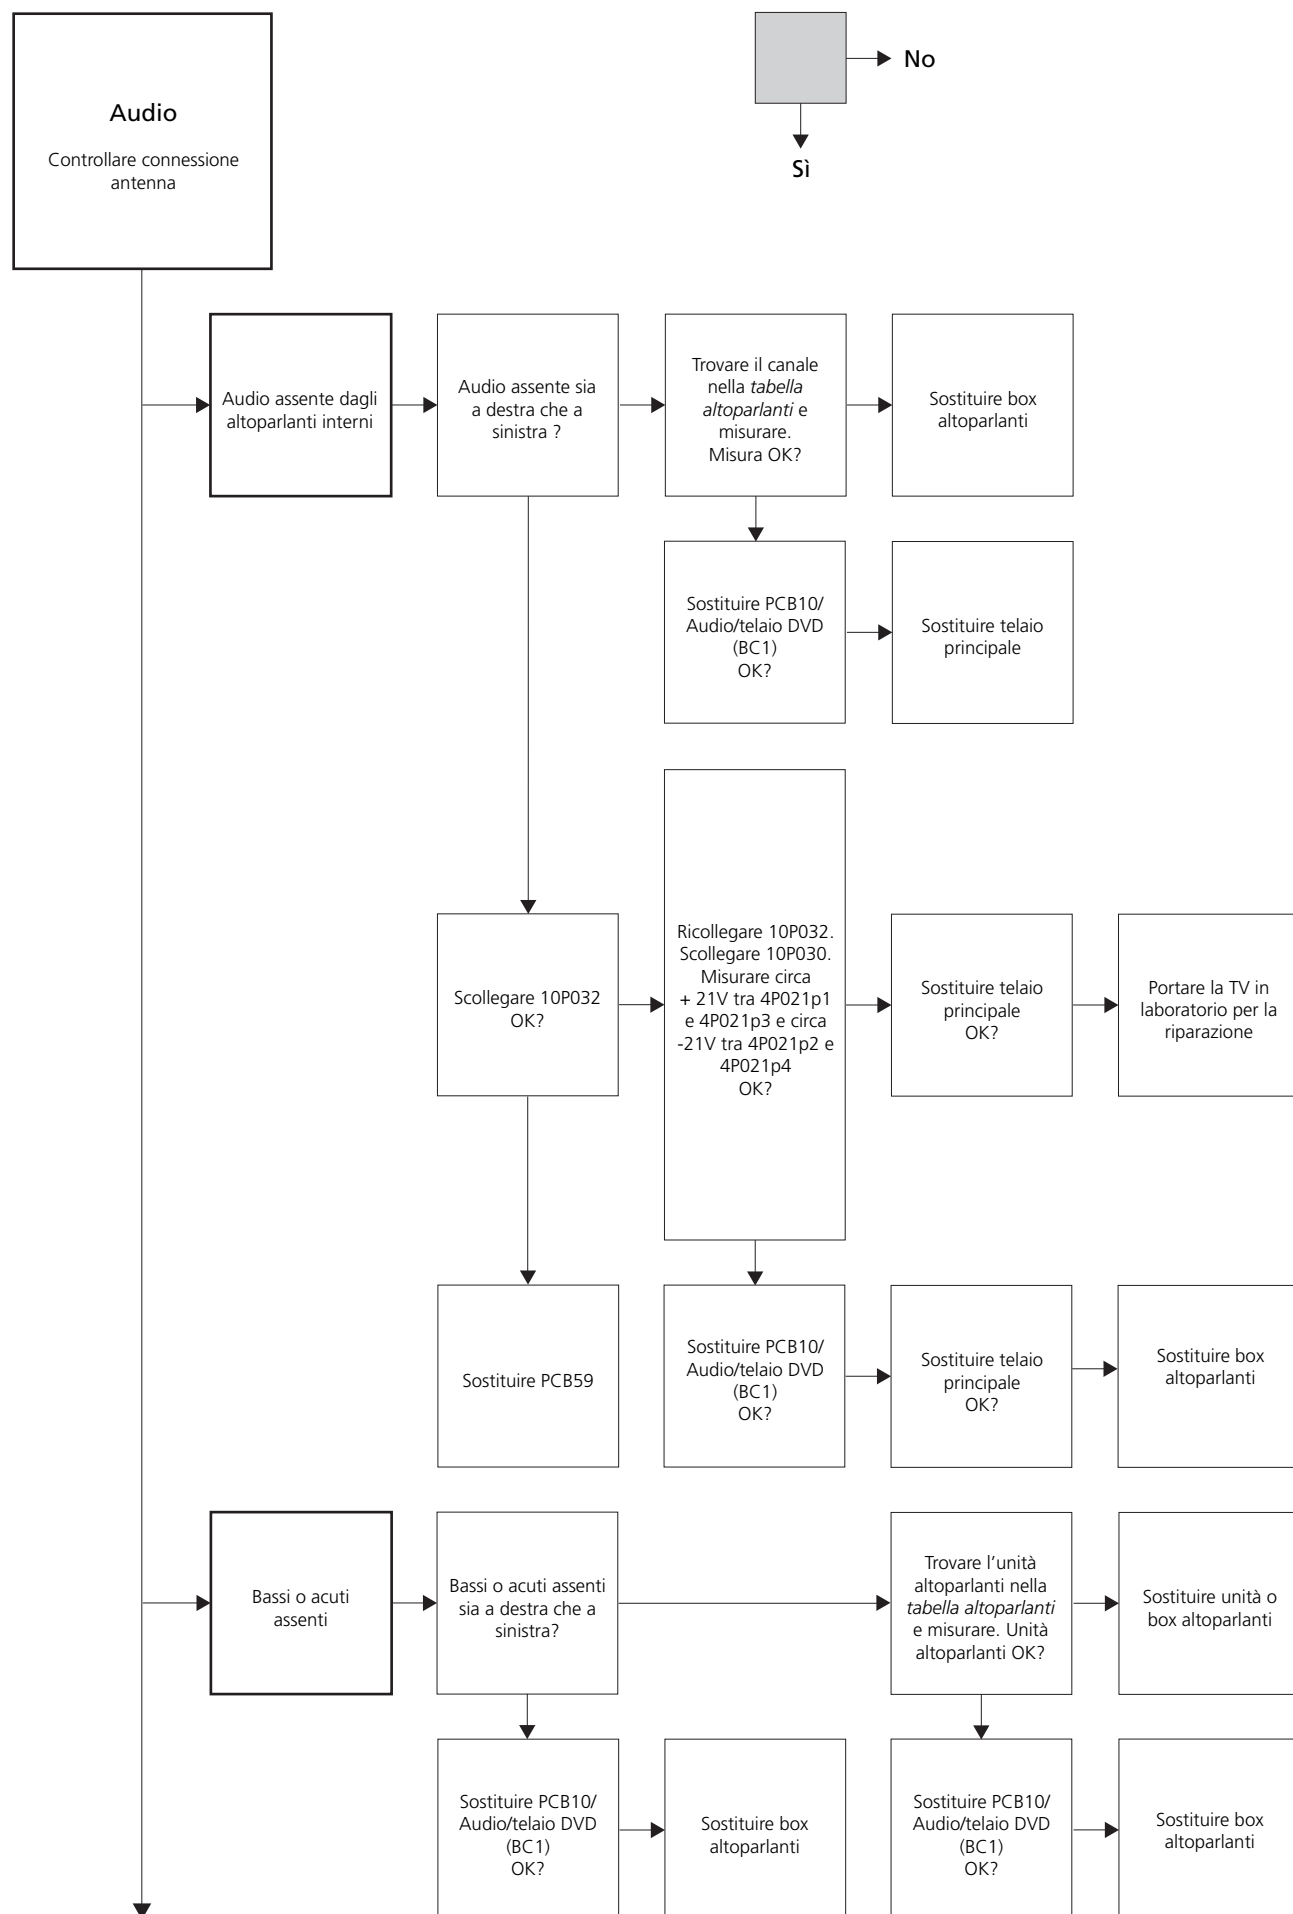 Audio
Controllare connessione
antenna
No
Sì
Audio assente dagli
altoparlanti interni
Audio assente sia
a destra che a
sinistra ?
Trovare il canale
nella tabella
altoparlanti e
misurare.
Misura OK?
Sostituire box
altoparlanti
Sostituire PCB10/
Audio/telaio DVD
(BC1)
OK?
Sostituire telaio
principale
Scollegare 10P032
OK?
Ricollegare 10P032.
Scollegare 10P030.
Misurare circa
+ 21V tra 4P021p1
e 4P021p3 e circa
-21V tra 4P021p2 e
4P021p4
OK?
Sostituire telaio
principale
OK?
Portare la TV in
laboratorio per la
riparazione
Sostituire PCB59
Sostituire PCB10/
Audio/telaio DVD
(BC1)
OK?
Sostituire telaio
principale
OK?
Sostituire box
altoparlanti
Bassi o acuti
assenti
Bassi o acuti assenti
sia a destra che a
sinistra?
Trovare l'unità
altoparlanti nella
tabella altoparlanti
e misurare. Unità
altoparlanti OK?
Sostituire unità o
box altoparlanti
Sostituire PCB10/
Audio/telaio DVD
(BC1)
OK?
Sostituire box
altoparlanti
Sostituire PCB10/
Audio/telaio DVD
(BC1)
OK?
Sostituire box
altoparlanti